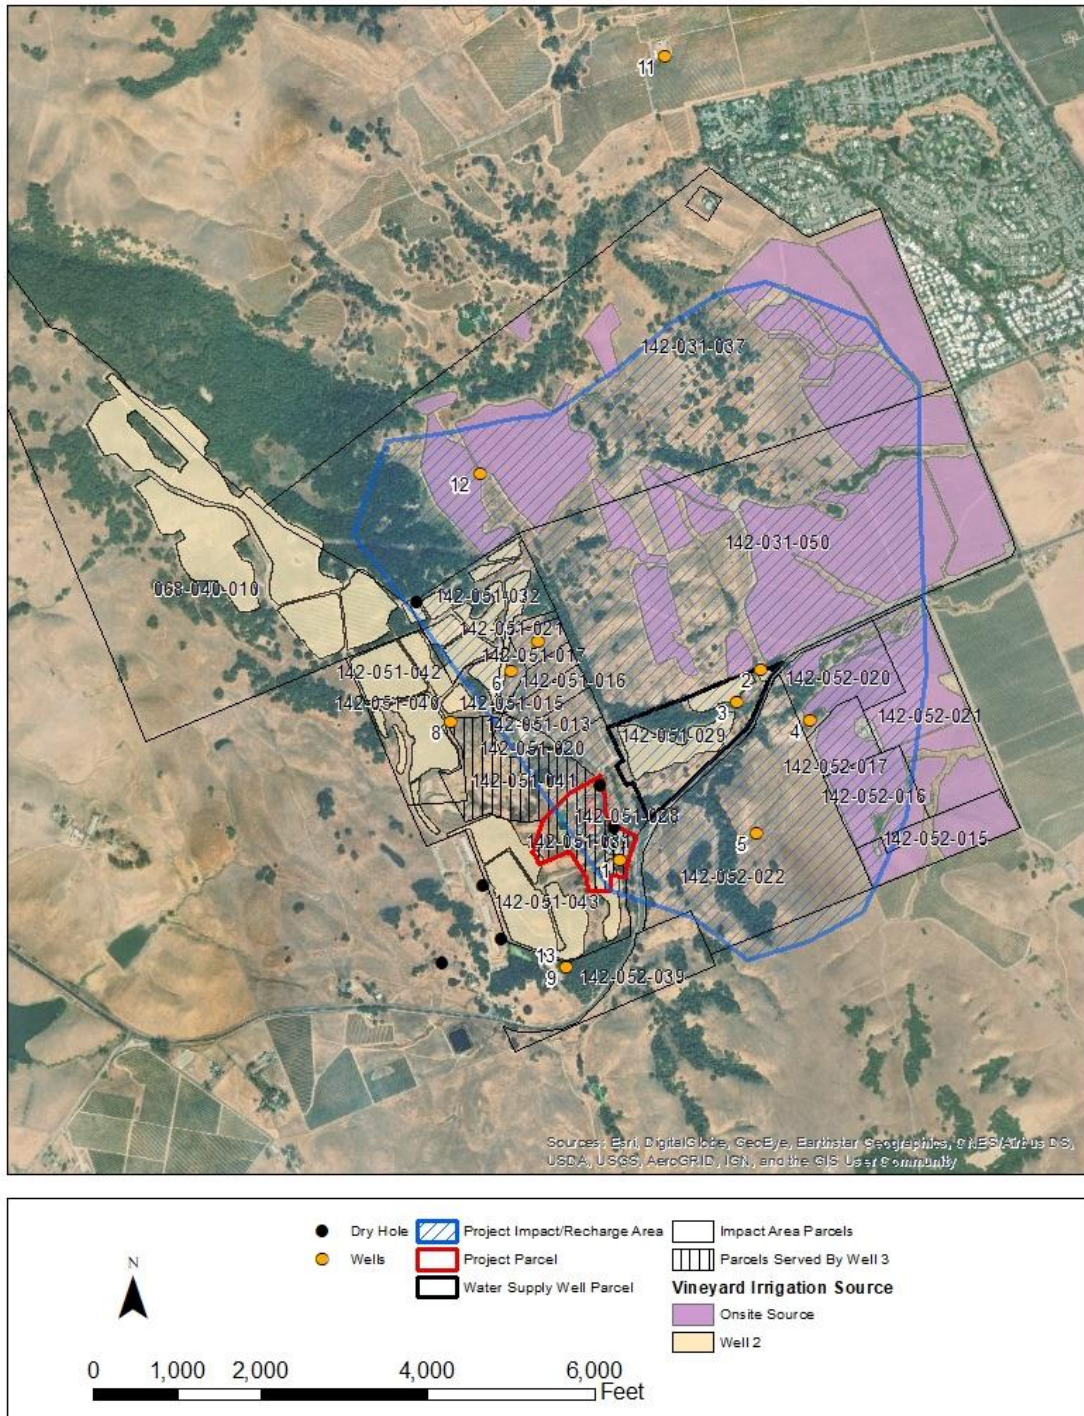 11
142-031-037
12
142-031-050
068-040-010
142-051-032
142-051-021
142-051-017
142-051-042
6
142-051-016
2
142-052-020
142-051-040
142-051-015
3
8
142-051-013
142-051-029
4
142-052-021
142-051-020
142-052-017
142-051-041
142-052-016
142-051-028
142-051-031
5
142-052-015
1
142-052-022
142-051-043
13
9
142-052-039
Sources: Esri, DigitalGlobe, GeoEye, Earthstar Geographics, CNES/Airbus DS,
USDA, USGS, AeroGRID, IGN, and the GIS User Community
Dry Hole
Project Impact/Recharge Area
Impact Area Parcels
Wells
Project Parcel
Parcels Served By Well 3
Water Supply Well Parcel
Vineyard Irrigation Source
Onsite Source
Well 2
N
0 1,000 2,000 4,000 6,000
Feet